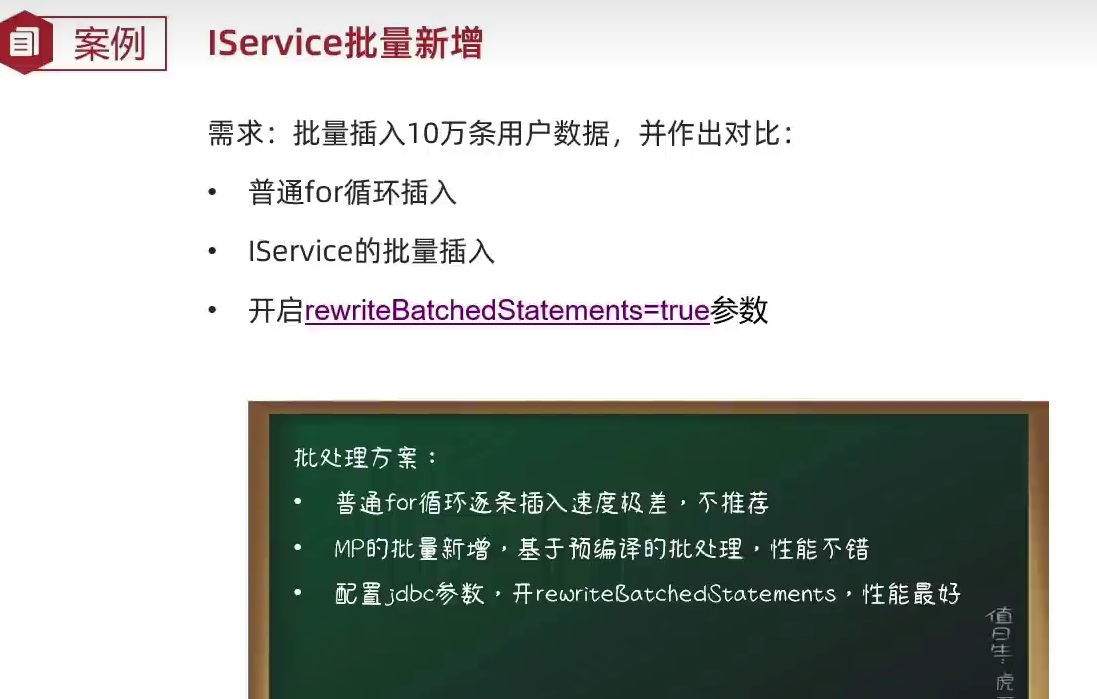 案例
IService批量新增
需求：批量插入10万条用户数据，并作出对比：
• 普通for循环插入
• IService的批量插入
• 开启rewriteBatchedStatements=true参数
批处理方案：
• 普通for循环逐条插入速度极差，不推荐
• MP的批量新增，基于预编译的批处理，性能不错
• 配置jdbc参数，开rewriteBatchedStatements，性能最好
值日生：虎